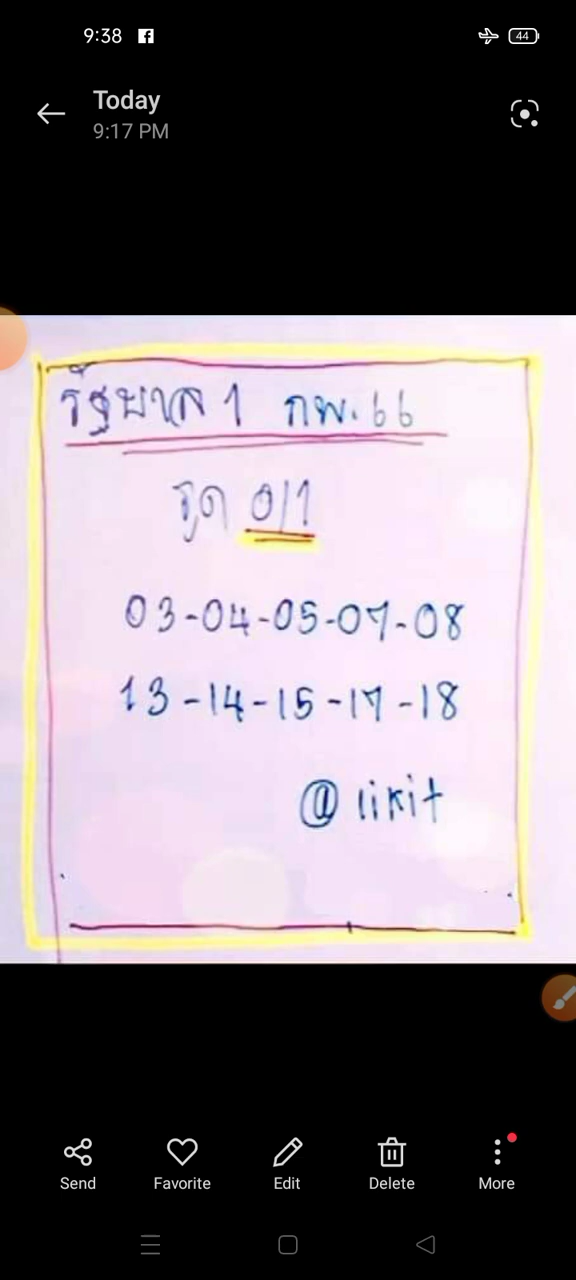 9:38
44
Today
9:17 PM
รัฐบาล 1 กพ.66
รูด 0/1
03-04-05-07-08
13-14-15-17-18
@ likit
Send Favorite Edit Delete More